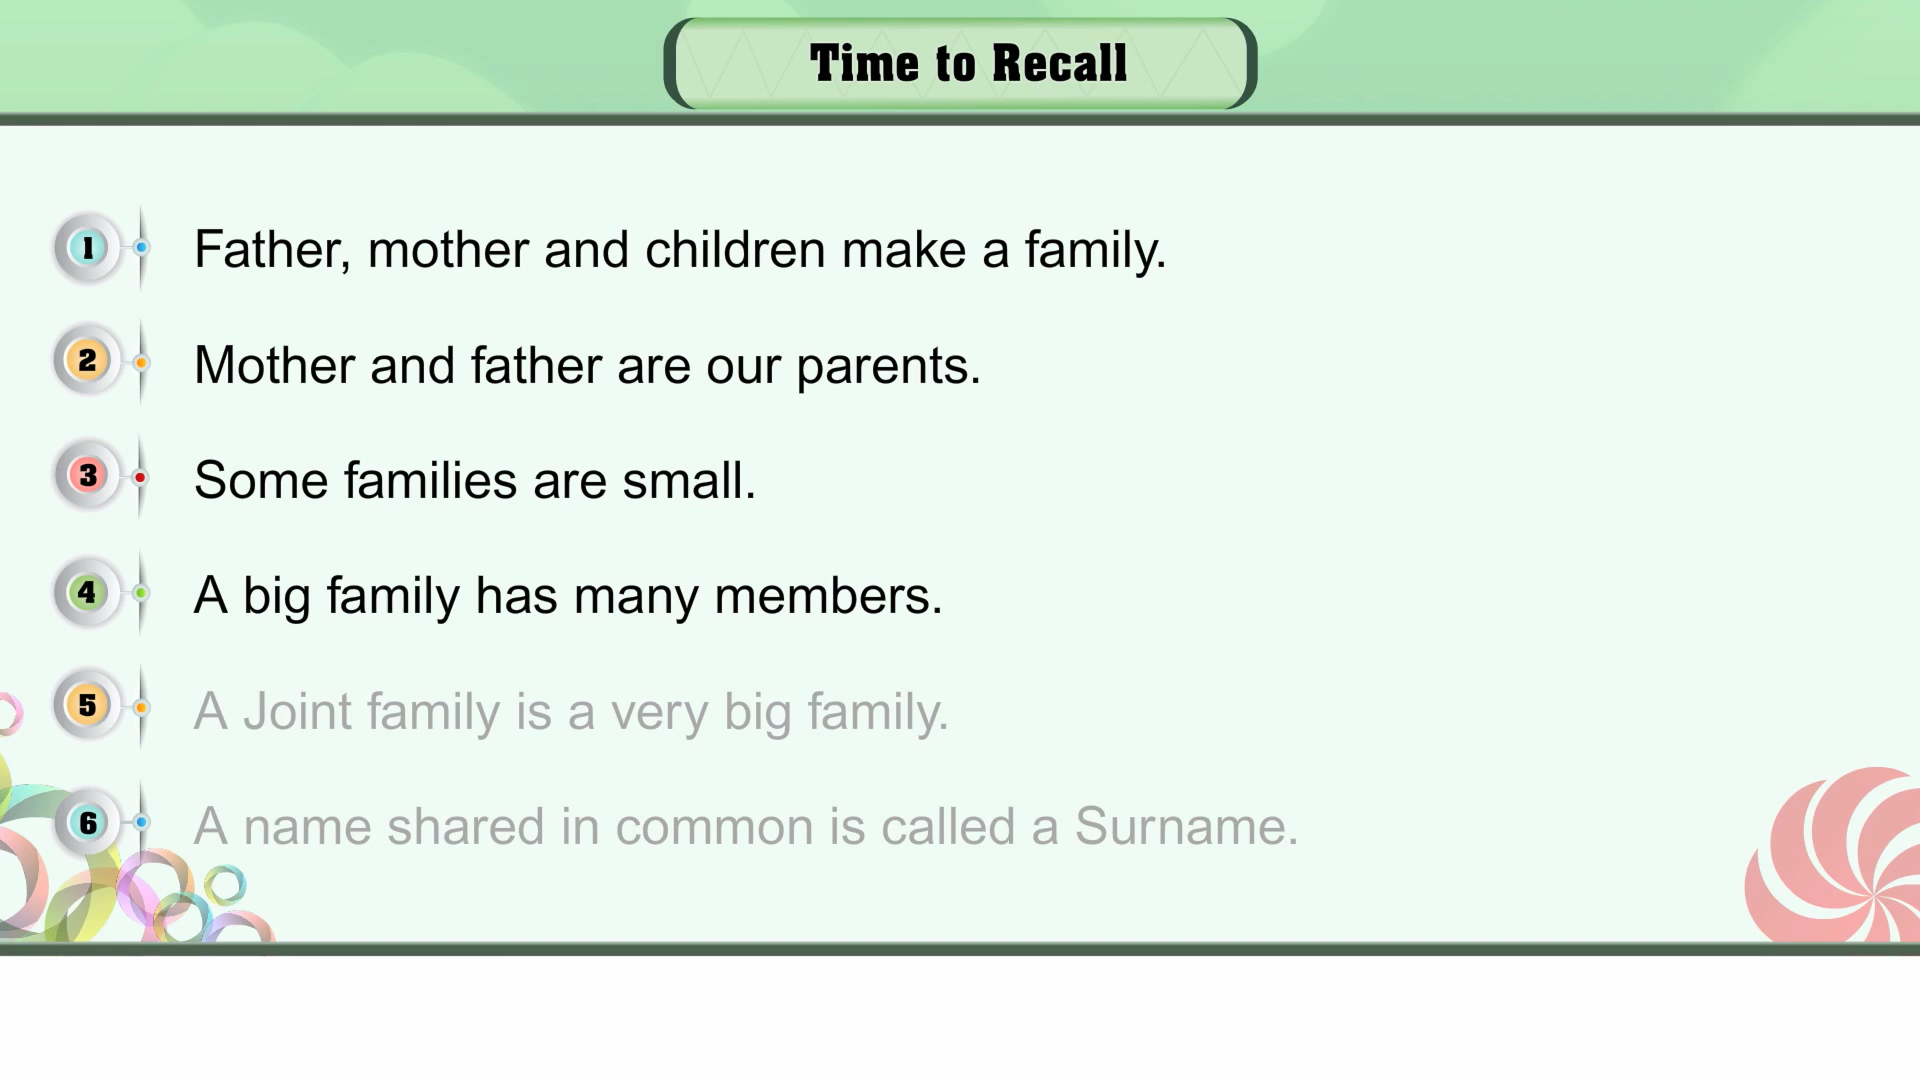 Time to Recall
1 Father, mother and children make a family.
2 Mother and father are our parents.
3 Some families are small.
4 A big family has many members.
5 A Joint family is a very big family.
6 A name shared in common is called a Surname.